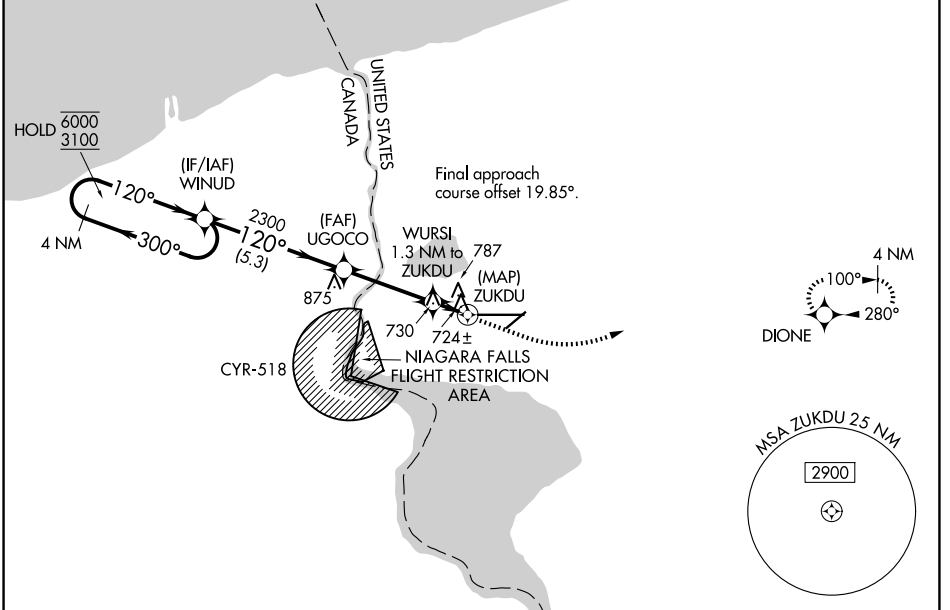 UNITED STATES
CANADA
HOLD 6000
3100
(IF/IAF)
WINUD
120°
4 NM
300°
2300
120°
(5.3)
(FAF)
UGOCO
Final approach
course offset 19.85°.
WURSI
1.3 NM to
ZUKDU
787
(MAP)
ZUKDU
875
730
724±
4 NM
100°
280°
DIONE
CYR-518
NIAGARA FALLS
FLIGHT RESTRICTION
AREA
MSA ZUKDU 25 NM
2900